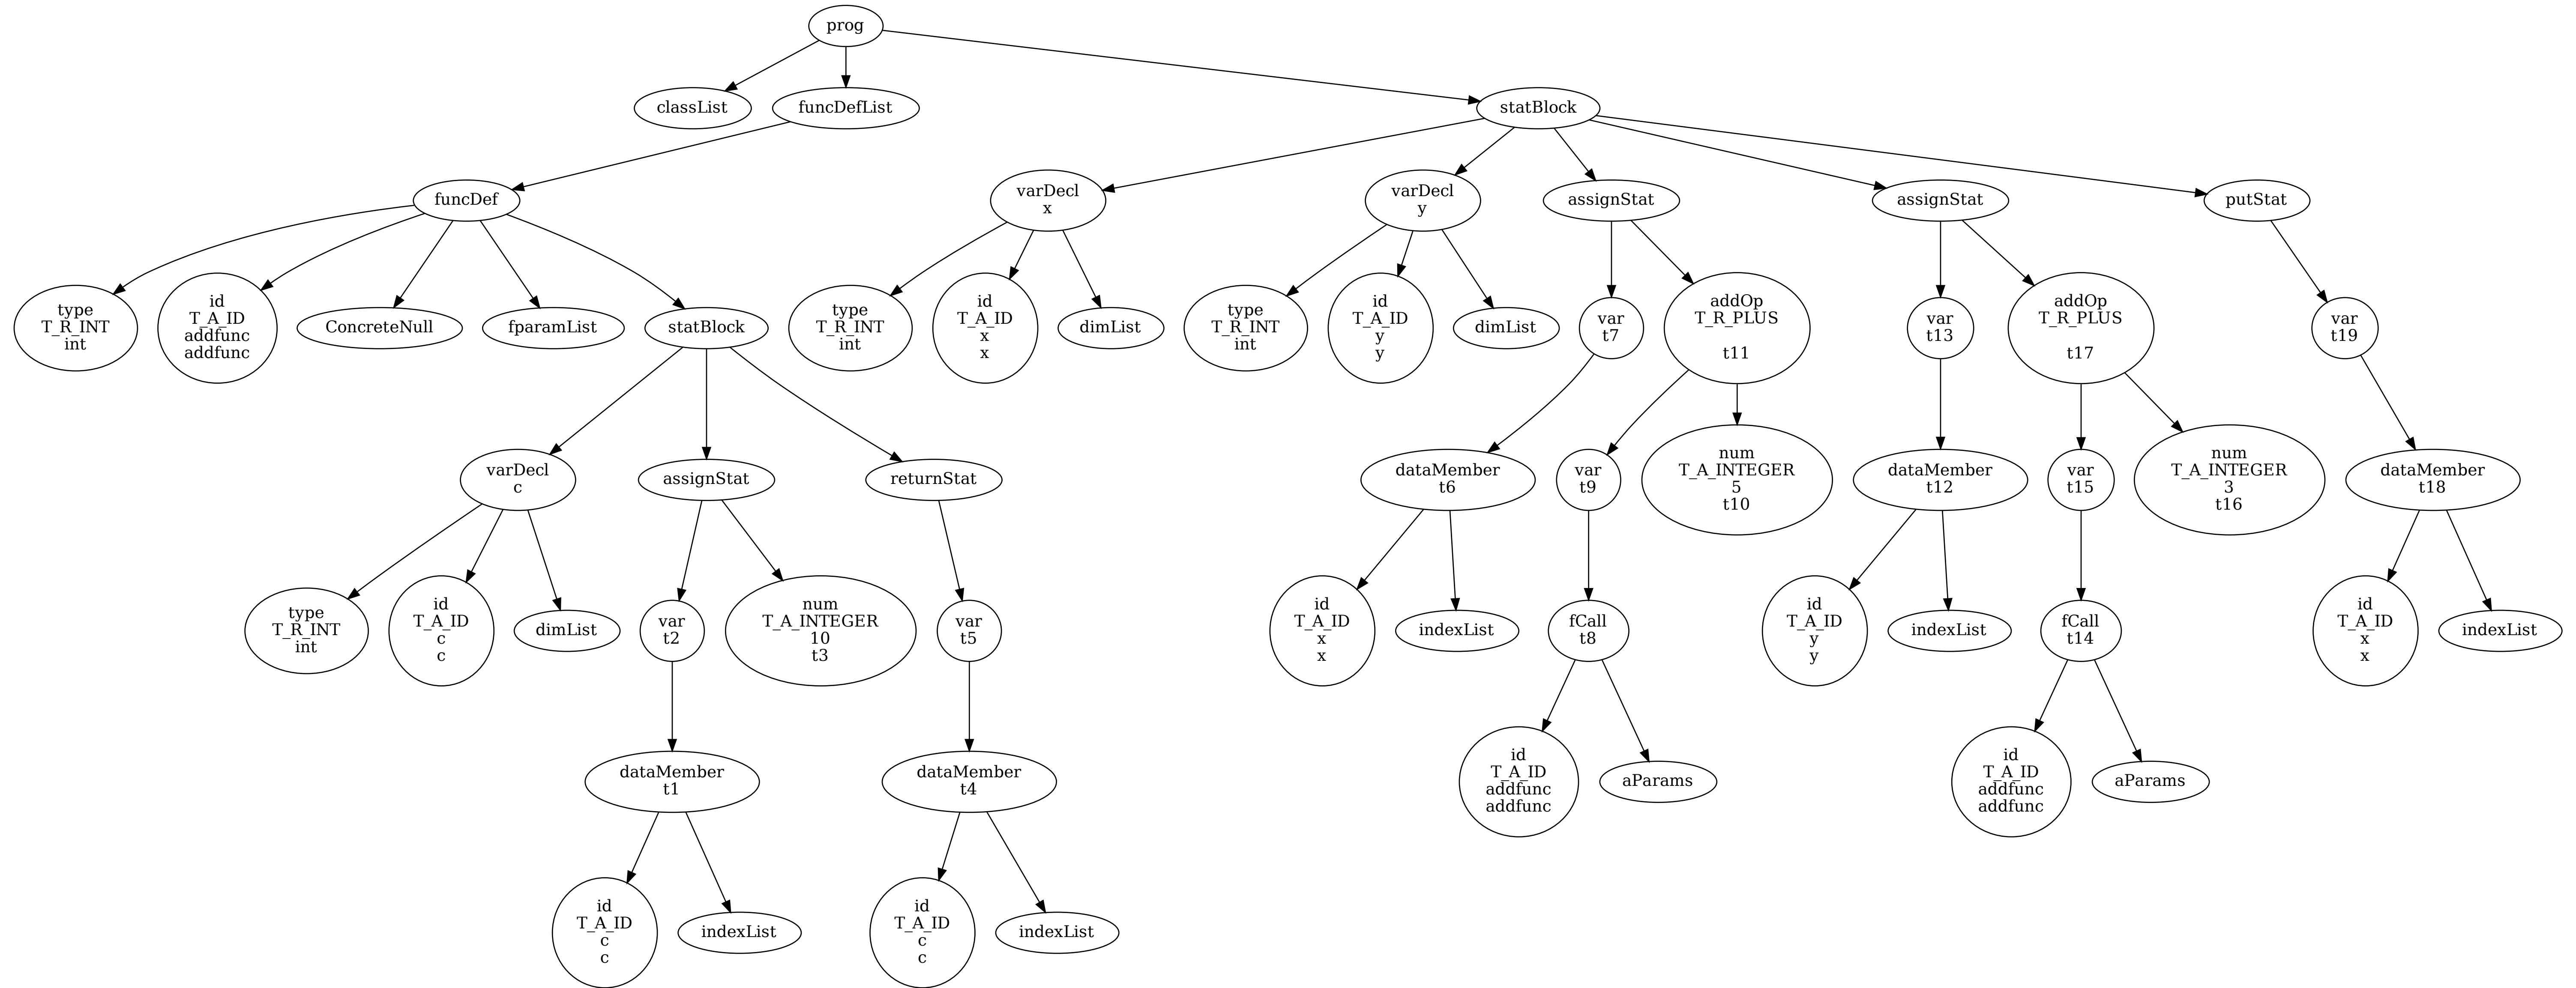 prog
classList
funcDefList
statBlock
funcDef
varDecl
x
varDecl
y
assignStat
assignStat
putStat
type
T_R_INT
int
id
T_A_ID
addfunc
addfunc
ConcreteNull
fparamList
statBlock
type
T_R_INT
int
id
T_A_ID
x
x
dimList
type
T_R_INT
int
id
T_A_ID
y
y
dimList
var
t7
addOp
T_R_PLUS
t11
var
t13
addOp
T_R_PLUS
t17
var
t19
varDecl
c
assignStat
returnStat
dataMember
t6
var
t9
num
T_A_INTEGER
5
t10
dataMember
t12
var
t15
num
T_A_INTEGER
3
t16
dataMember
t18
type
T_R_INT
int
id
T_A_ID
c
c
dimList
var
t2
num
T_A_INTEGER
10
t3
var
t5
id
T_A_ID
x
x
indexList
fCall
t8
id
T_A_ID
y
y
indexList
fCall
t14
id
T_A_ID
x
x
indexList
dataMember
t1
dataMember
t4
id
T_A_ID
addfunc
addfunc
aParams
id
T_A_ID
addfunc
addfunc
aParams
id
T_A_ID
c
c
indexList
id
T_A_ID
c
c
indexList